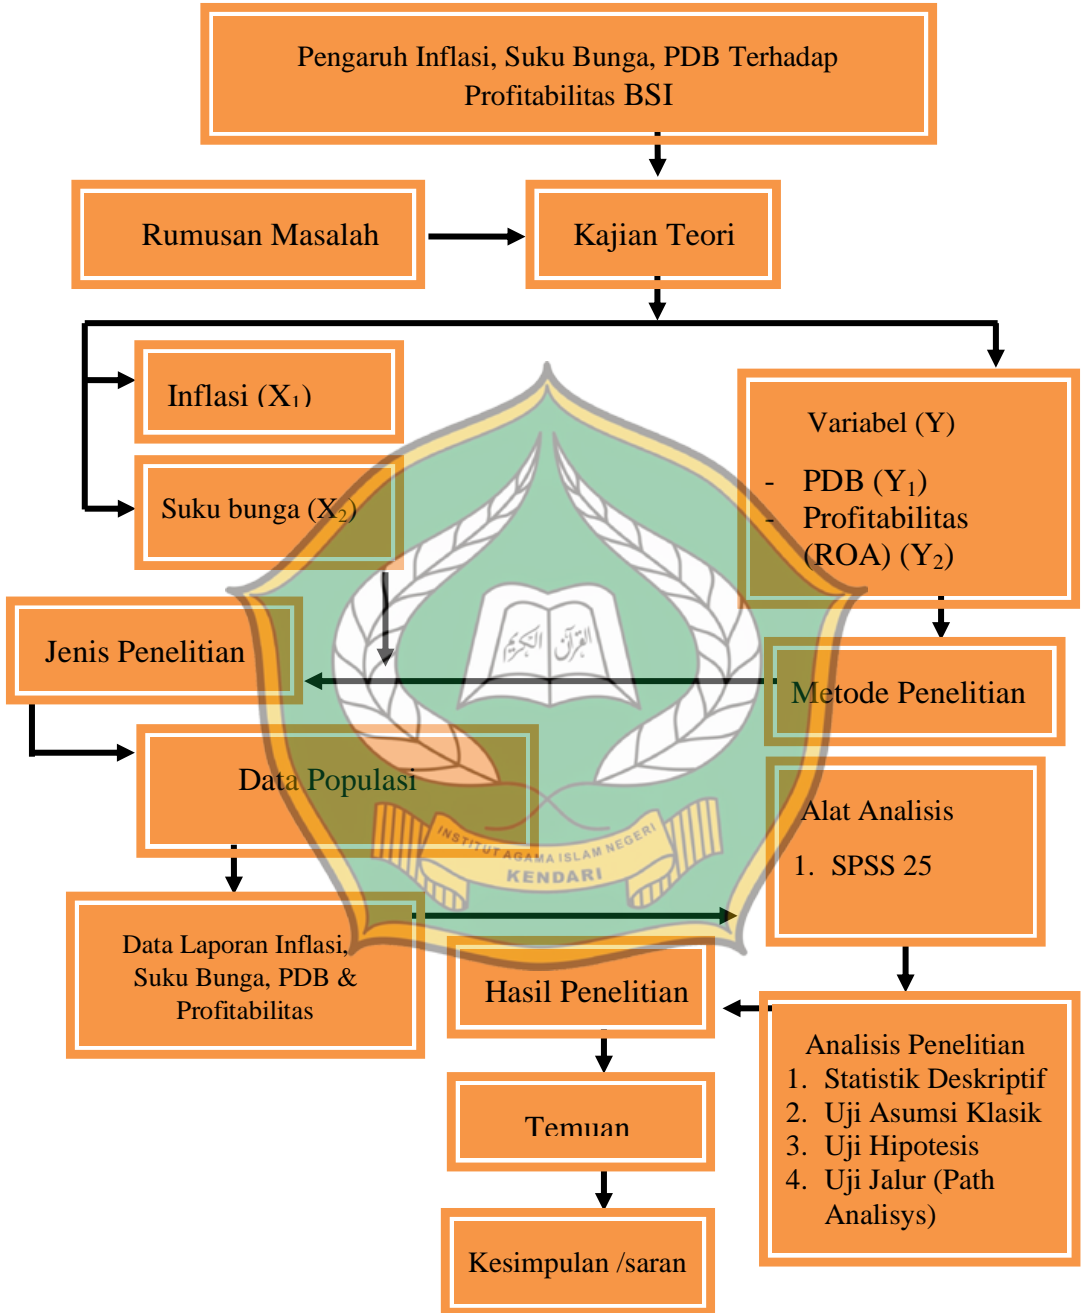 Pengaruh Inflasi, Suku Bunga, PDB Terhadap
Profitabilitas BSI
Rumusan Masalah
Kajian Teori
Inflasi (X₁)
Suku bunga (X₂)
Variabel (Y)
- PDB (Y₁)
- Profitabilitas
(ROA) (Y₂)
Jenis Penelitian
Metode Penelitian
القرآن الكريم
Data Populasi
Alat Analisis
1. SPSS 25
INSTITUT AGAMA ISLAM NEGERI
KENDARI
Data Laporan Inflasi,
Suku Bunga, PDB &
Profitabilitas
Hasil Penelitian
Analisis Penelitian
1. Statistik Deskriptif
2. Uji Asumsi Klasik
3. Uji Hipotesis
4. Uji Jalur (Path
Analisys)
Temuan
Kesimpulan /saran